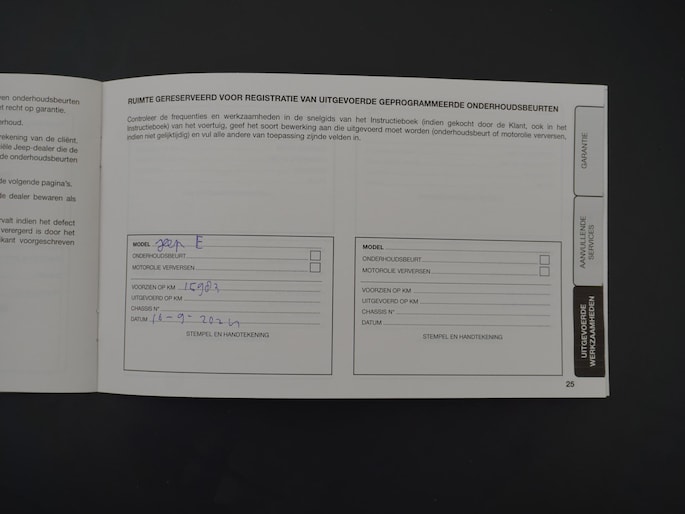 ven onderhoudsbeurten
et recht op garantie.
erhoud.
rekening van de cliënt,
iële Jeep-dealer die de
de onderhoudsbeurten
de volgende pagina's.
le dealer bewaren als
rvalt indien het defect
verergerd is door het
ikant voorgeschreven
RUIMTE GERESERVEERD VOOR REGISTRATIE VAN UITGEVOERDE GEPROGRAMMEERDE ONDERHOUDSBEURTEN
Controleer de frequenties en werkzaamheden in de snelgids van het Instructieboek (indien gekocht door de Klant, ook in het
Instructieboek) van het voertuig, geef het soort bewerking aan die uitgevoerd moet worden (onderhoudsbeurt of motorolie verversen,
indien niet gelijktijdig) en vul alle andere van toepassing zijnde velden in.
MODEL Jeep E
ONDERHOUDSBEURT
MOTOROLIE VERVERSEN
VOORZIEN OP KM 15983
UITGEVOERD OP KM
CHASSIS N°
DATUM 16-9-2024
STEMPEL EN HANDTEKENING
MODEL
ONDERHOUDSBEURT
MOTOROLIE VERVERSEN
VOORZIEN OP KM
UITGEVOERD OP KM
CHASSIS N°
DATUM
STEMPEL EN HANDTEKENING
GARANTIE
AANVULLENDE
SERVICES
UITGEVOERDE
WERKZAAMHEDEN
25